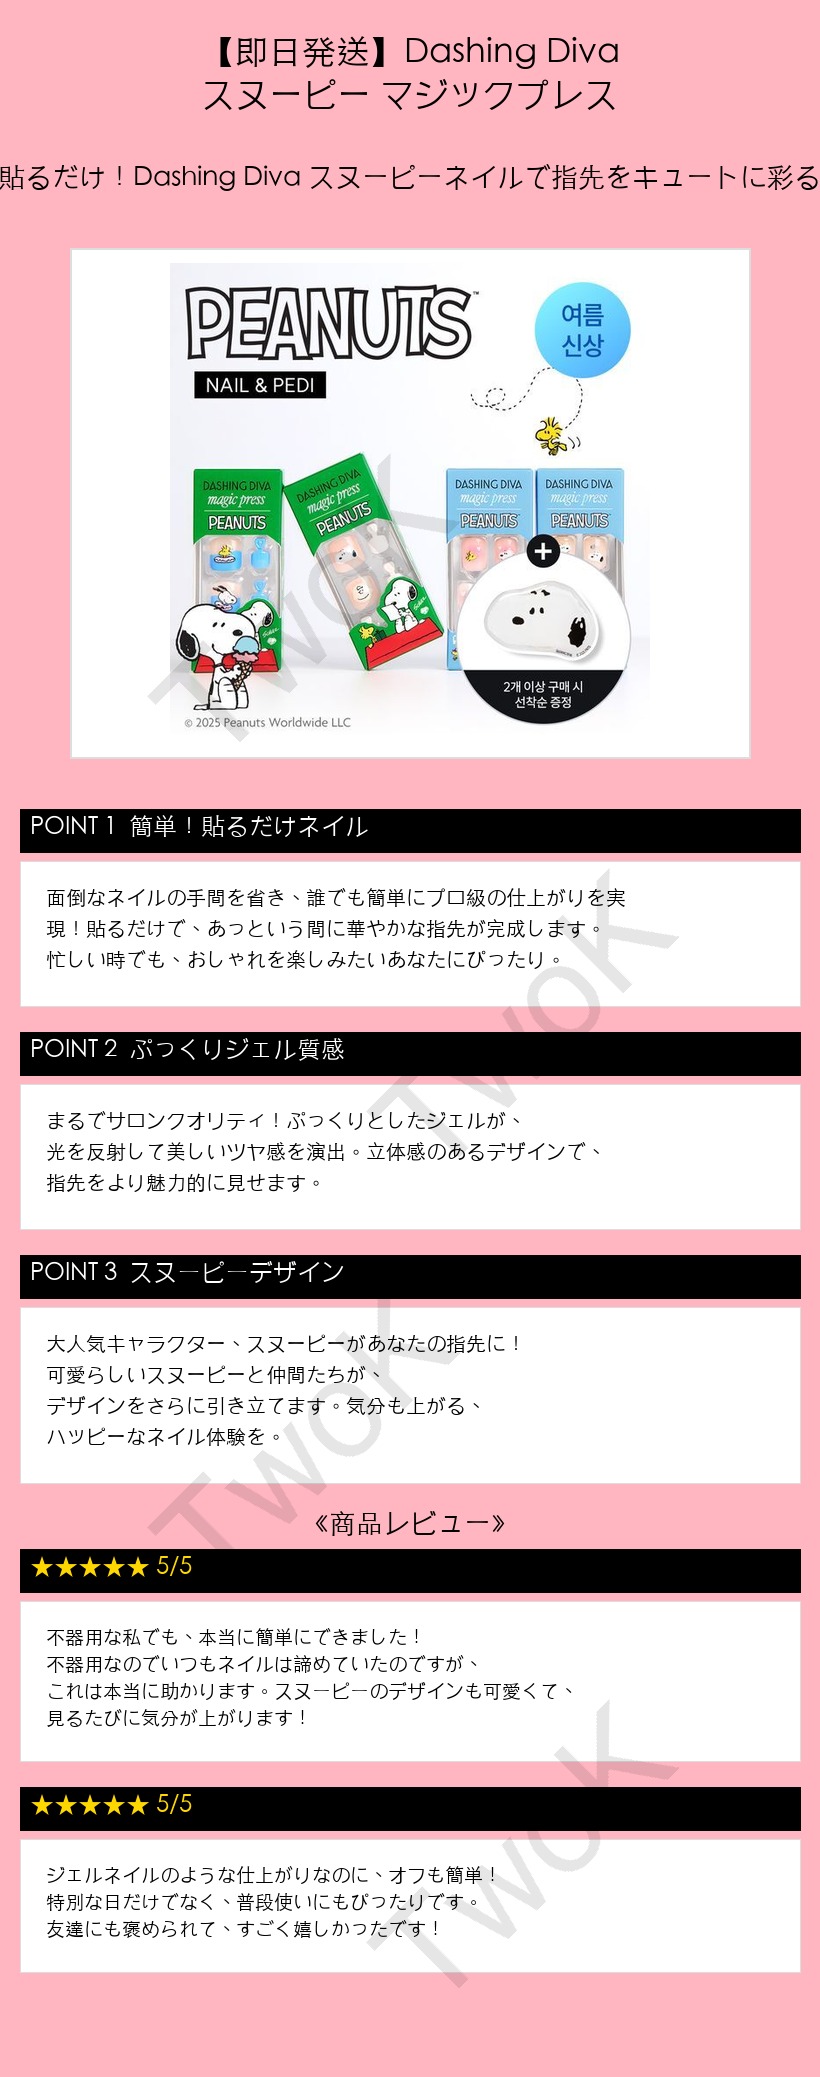 【即日発送】Dashing Diva
スヌーピー マジックプレス
貼るだけ！Dashing Diva スヌーピーネイルで指先をキュートに彩る
PEANUTS™
NAIL & PEDI
여름
신상
DASHING DIVA
magic press
PEANUTS
DASHING DIVA
magic press
PEANUTS
DASHING DIVA
magic press
PEANUTS
DASHING DIVA
magic press
PEANUTS
+
2개 이상 구매 시
선착순 증정
© 2025 Peanuts Worldwide LLC
TwoK
POINT 1 簡単！貼るだけネイル
面倒なネイルの手間を省き、誰でも簡単にプロ級の仕上がりを実
現！貼るだけで、あっという間に華やかな指先が完成します。
忙しい時でも、おしゃれを楽しみたいあなたにぴったり。
TwoK
POINT 2 ぷっくりジェル質感
まるでサロンクオリティ！ぷっくりとしたジェルが、
光を反射して美しいツヤ感を演出。立体感のあるデザインで、
指先をより魅力的に見せます。
POINT 3 スヌーピーデザイン
大人気キャラクター、スヌーピーがあなたの指先に！
可愛らしいスヌーピーと仲間たちが、
デザインをさらに引き立てます。気分も上がる、
ハッピーなネイル体験を。
TwoK
《商品レビュー》
★★★★★ 5/5
不器用な私でも、本当に簡単にできました！
不器用なのでいつもネイルは諦めていたのですが、
これは本当に助かります。スヌーピーのデザインも可愛くて、
見るたびに気分が上がります！
★★★★★ 5/5
ジェルネイルのような仕上がりなのに、オフも簡単！
特別な日だけでなく、普段使いにもぴったりです。
友達にも褒められて、すごく嬉しかったです！
TwoK